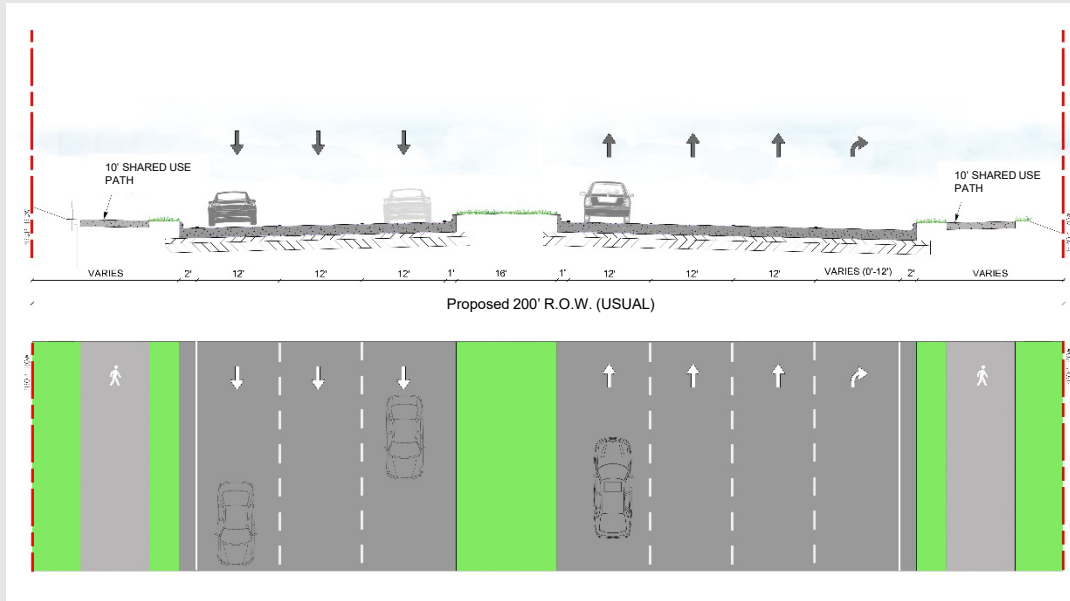 10' SHARED USE
PATH
10' SHARED USE
PATH
VARIES 2' 12' 12' 12' 1' 16' 1' 12' 12' 12' VARIES (0'-12') 2' VARIES
Proposed 200' R.O.W. (USUAL)